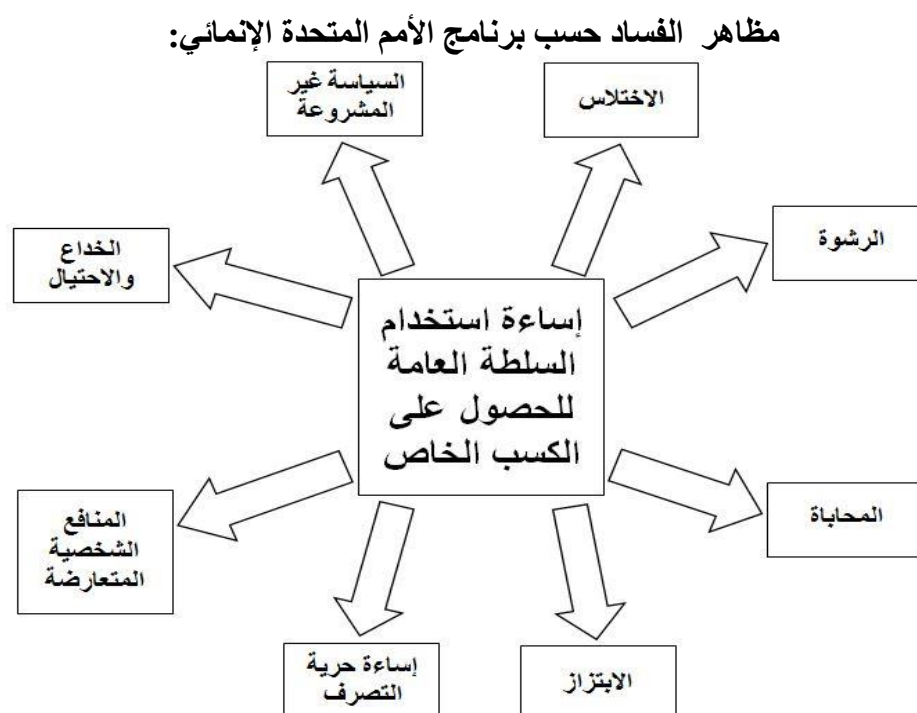 مظاهر الفساد حسب برنامج الأمم المتحدة الإنمائي:
السياسة غير
المشروعة
الاختلاس
الرشوة
الخداع
والاحتيال
إساءة استخدام
السلطة العامة
للحصول على
الكسب الخاص
المحاباة
المنافع
الشخصية
المتعارضة
إساءة حرية
التصرف
الابتزاز